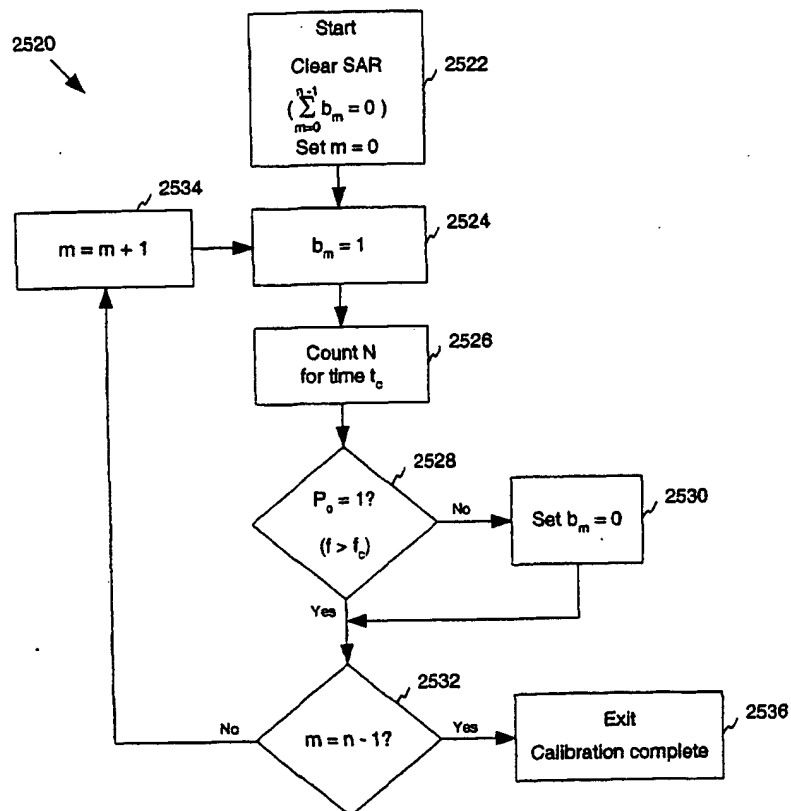 2520
Start
Clear SAR
n-1
( ∑ b_m = 0 )
m=0
Set m = 0
2522
2534
m = m + 1
b_m = 1
2524
Count N
for time t_c
2526
2528
P_o = 1?
(f > f_c)
No
2530
Set b_m = 0
Yes
2532
m = n - 1?
No
Yes
Exit
Calibration complete
2536